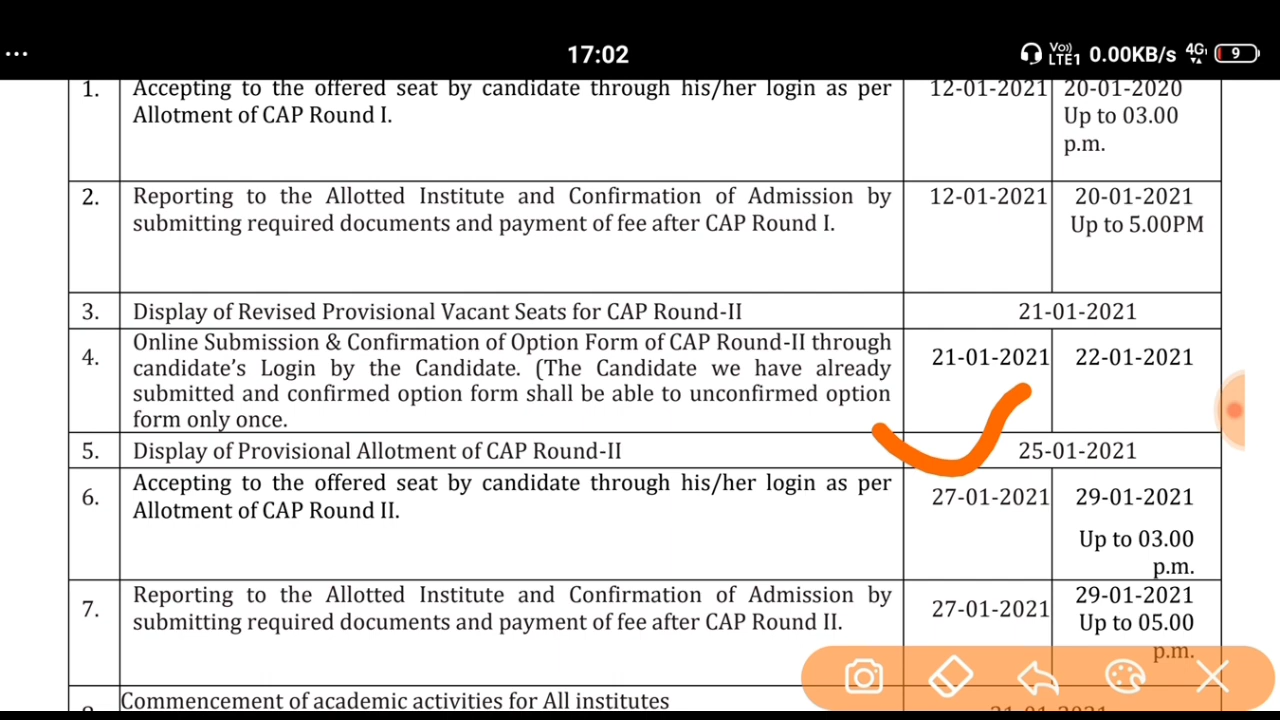 17:02
Vo)) LTE1 0.00KB/s 4G 9
1. Accepting to the offered seat by candidate through his/her login as per 12-01-2021 20-01-2020
Allotment of CAP Round I. Up to 03.00
p.m.
2. Reporting to the Allotted Institute and Confirmation of Admission by 12-01-2021 20-01-2021
submitting required documents and payment of fee after CAP Round I. Up to 5.00PM
3. Display of Revised Provisional Vacant Seats for CAP Round-II 21-01-2021
Online Submission & Confirmation of Option Form of CAP Round-II through
4. candidate's Login by the Candidate. (The Candidate we have already 21-01-2021 22-01-2021
submitted and confirmed option form shall be able to unconfirmed option
form only once.
5. Display of Provisional Allotment of CAP Round-II 25-01-2021
6. Accepting to the offered seat by candidate through his/her login as per 27-01-2021 29-01-2021
Allotment of CAP Round II.
Up to 03.00
p.m.
7. Reporting to the Allotted Institute and Confirmation of Admission by 27-01-2021 29-01-2021
submitting required documents and payment of fee after CAP Round II. Up to 05.00
p.m.
Commencement of academic activities for All institutes